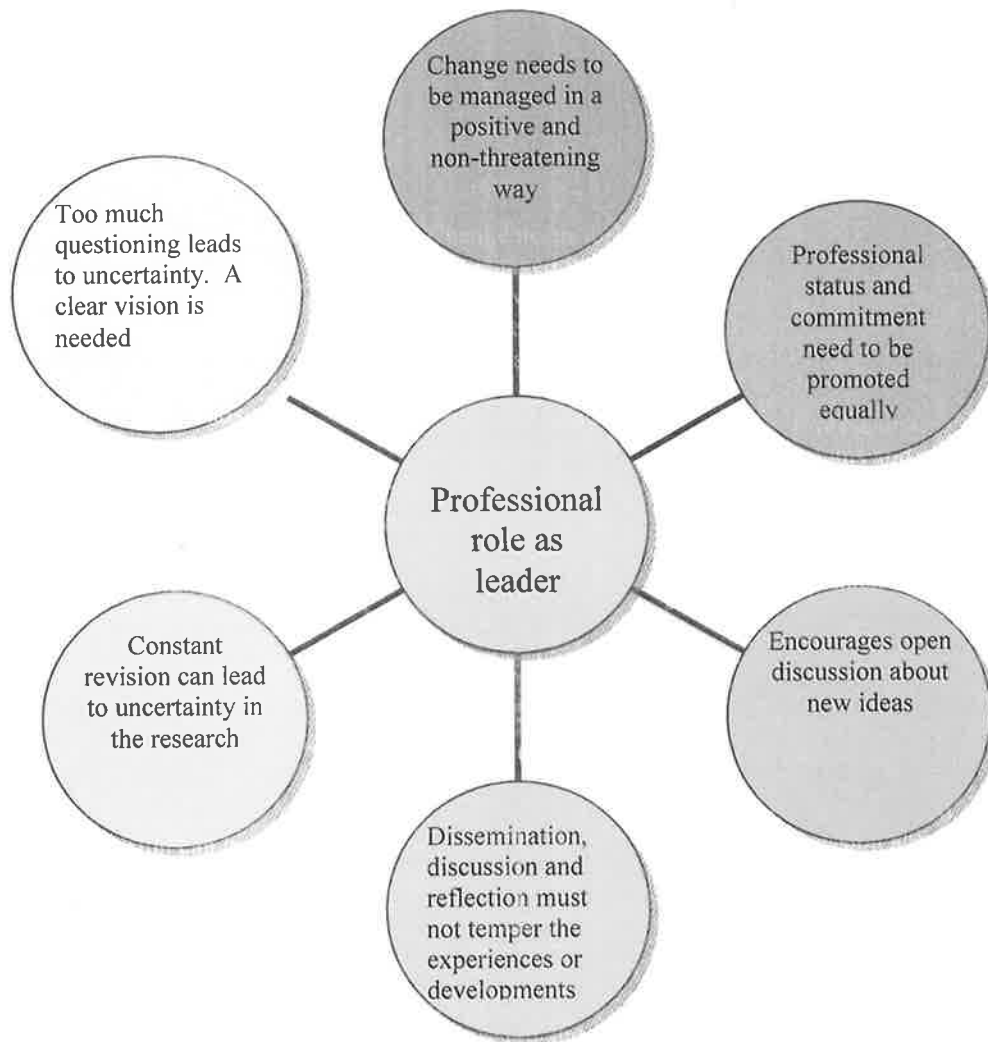 Change needs to
be managed in a
positive and
non-threatening
way
Too much
questioning leads
to uncertainty.  A
clear vision is
needed
Professional
status and
commitment
need to be
promoted
equally
Professional
role as
leader
Constant
revision can lead
to uncertainty in
the research
Encourages open
discussion about
new ideas
Dissemination,
discussion and
reflection must
not temper the
experiences or
developments